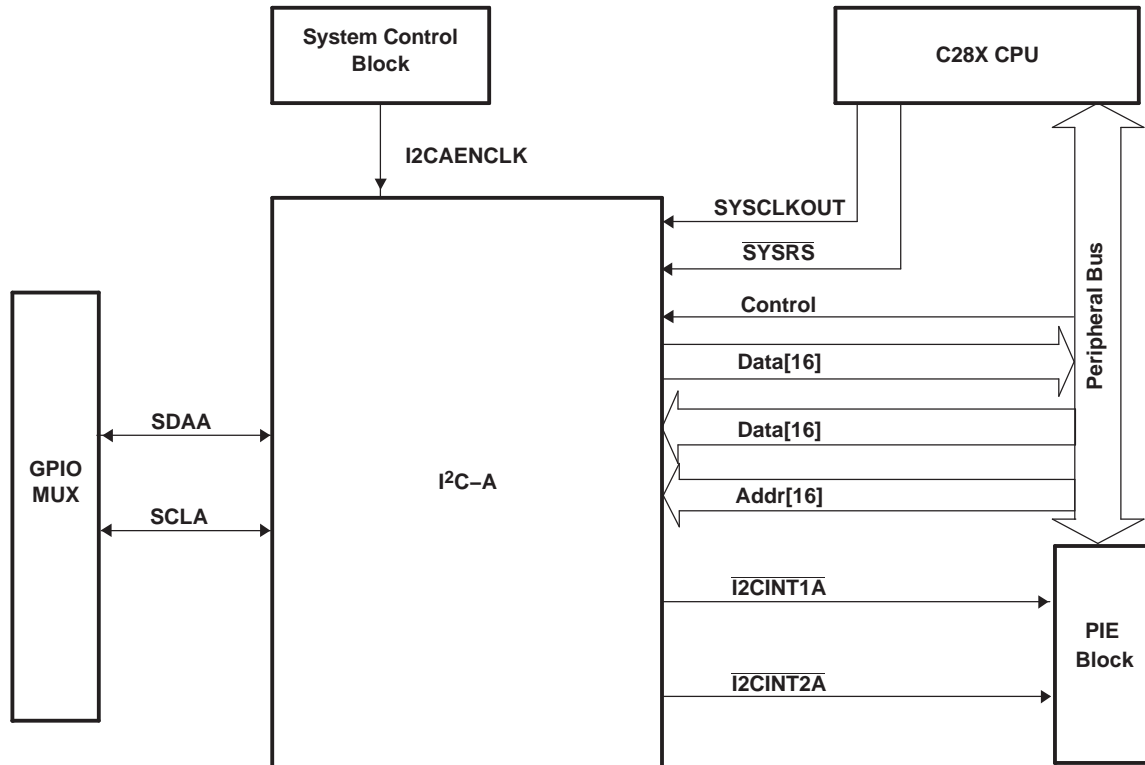 System Control
Block
C28X CPU
I2CAENCLK
SYSCLKOUT
SYSRS
Control
Data[16]
Data[16]
Addr[16]
Peripheral Bus
SDAA
SCLA
GPIO
MUX
I²C–A
I2CINT1A
I2CINT2A
PIE
Block